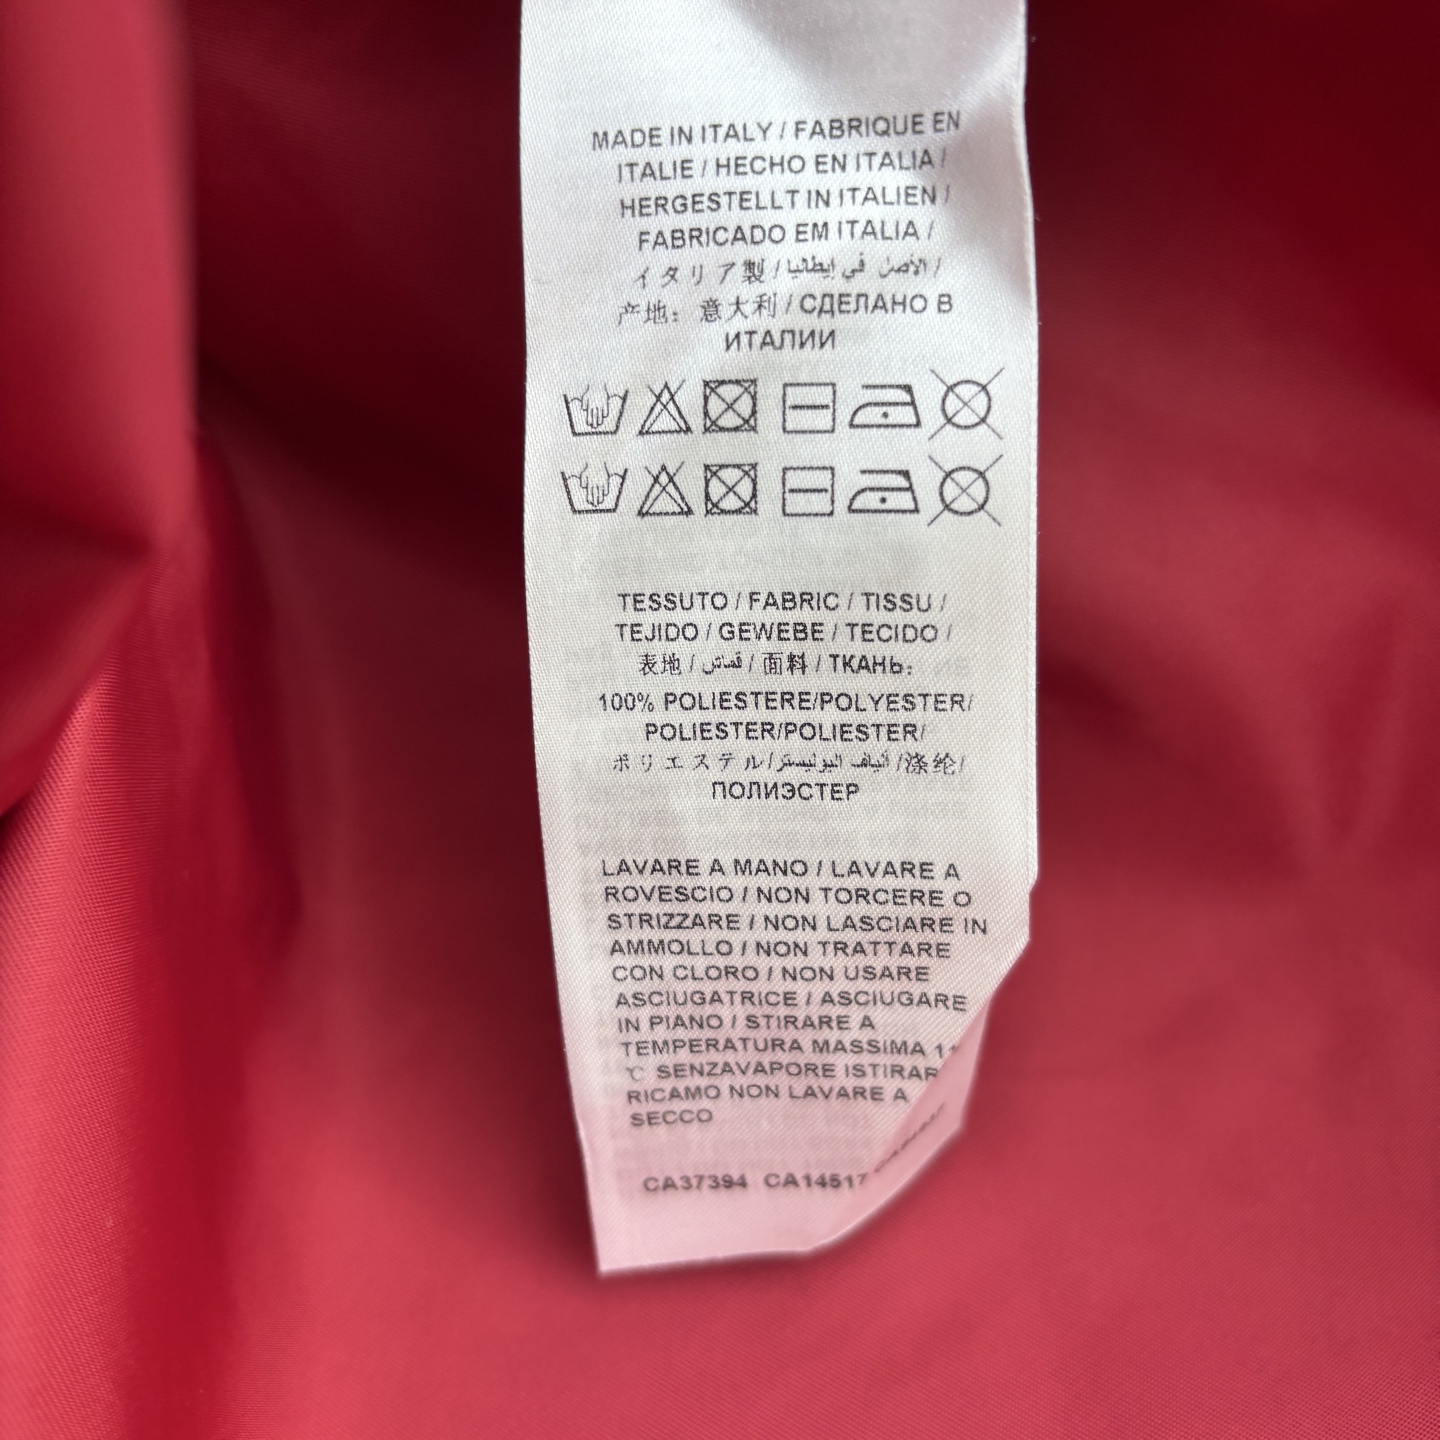 MADE IN ITALY / FABRIQUE EN
ITALIE / HECHO EN ITALIA /
HERGESTELLT IN ITALIEN /
FABRICADO EM ITALIA /
イタリア製 / الأصل في إيطاليا /
产地：意大利 / СДЕЛАНО В
ИТАЛИИ
TESSUTO / FABRIC / TISSU /
TEJIDO / GEWEBE / TECIDO /
表地 / قماش / 面料 / ТКАНЬ:
100% POLIESTERE/POLYESTER/
POLIESTER/POLIESTER/
ポリエステル/ألياف البوليستر/涤纶/
ПОЛИЭСТЕР
LAVARE A MANO / LAVARE A
ROVESCIO / NON TORCERE O
STRIZZARE / NON LASCIARE IN
AMMOLLO / NON TRATTARE
CON CLORO / NON USARE
ASCIUGATRICE / ASCIUGARE
IN PIANO / STIRARE A
TEMPERATURA MASSIMA
℃ SENZAVAPORE ISTIRAR
RICAMO NON LAVARE A
SECCO
CA37394 CA14517